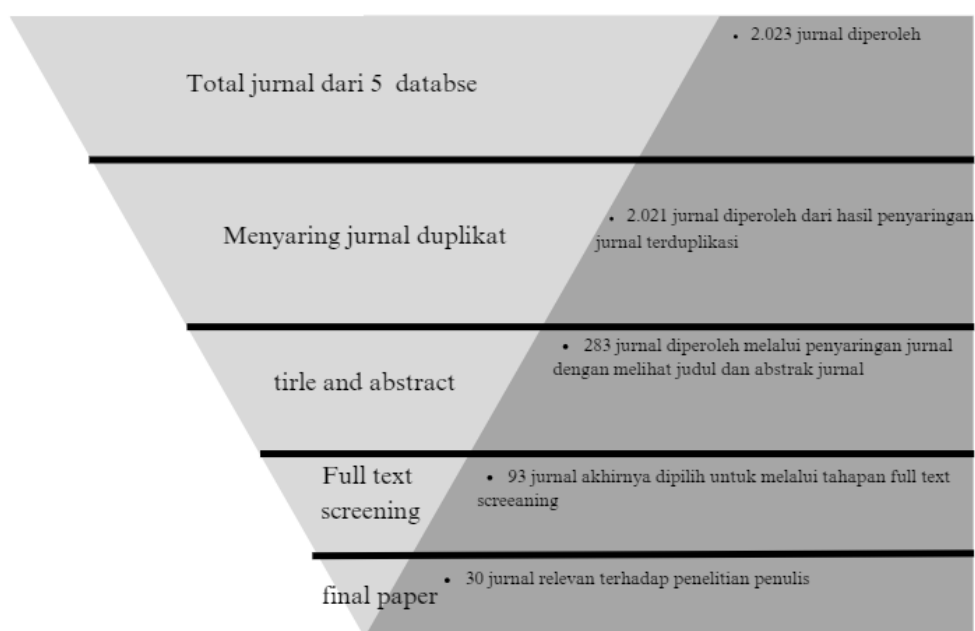 • 2.023 jurnal diperoleh
Total jurnal dari 5 databse
• 2.021 jurnal diperoleh dari hasil penyaringan
jurnal terduplikasi
Menyaring jurnal duplikat
• 283 jurnal diperoleh melalui penyaringan jurnal
dengan melihat judul dan abstrak jurnal
tirle and abstract
Full text
screening
• 93 jurnal akhirnya dipilih untuk melalui tahapan full text
screeaning
• 30 jurnal relevan terhadap penelitian penulis
final paper